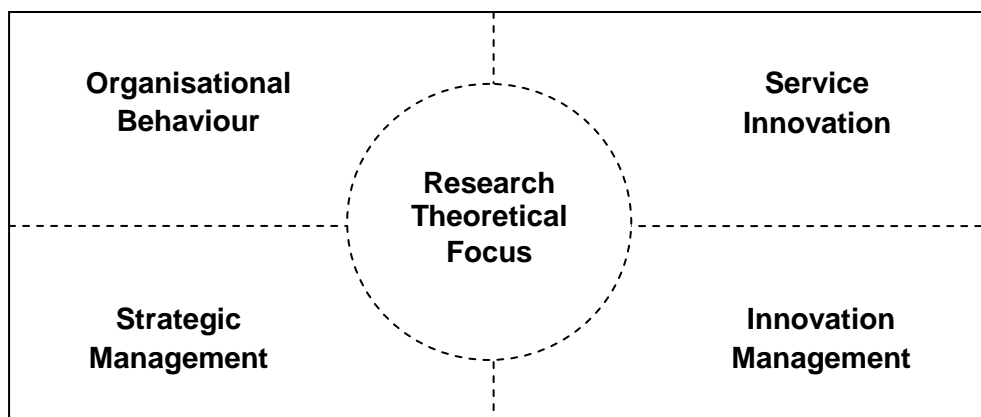 Organisational
Behaviour
Service
Innovation
Research
Theoretical
Focus
Strategic
Management
Innovation
Management